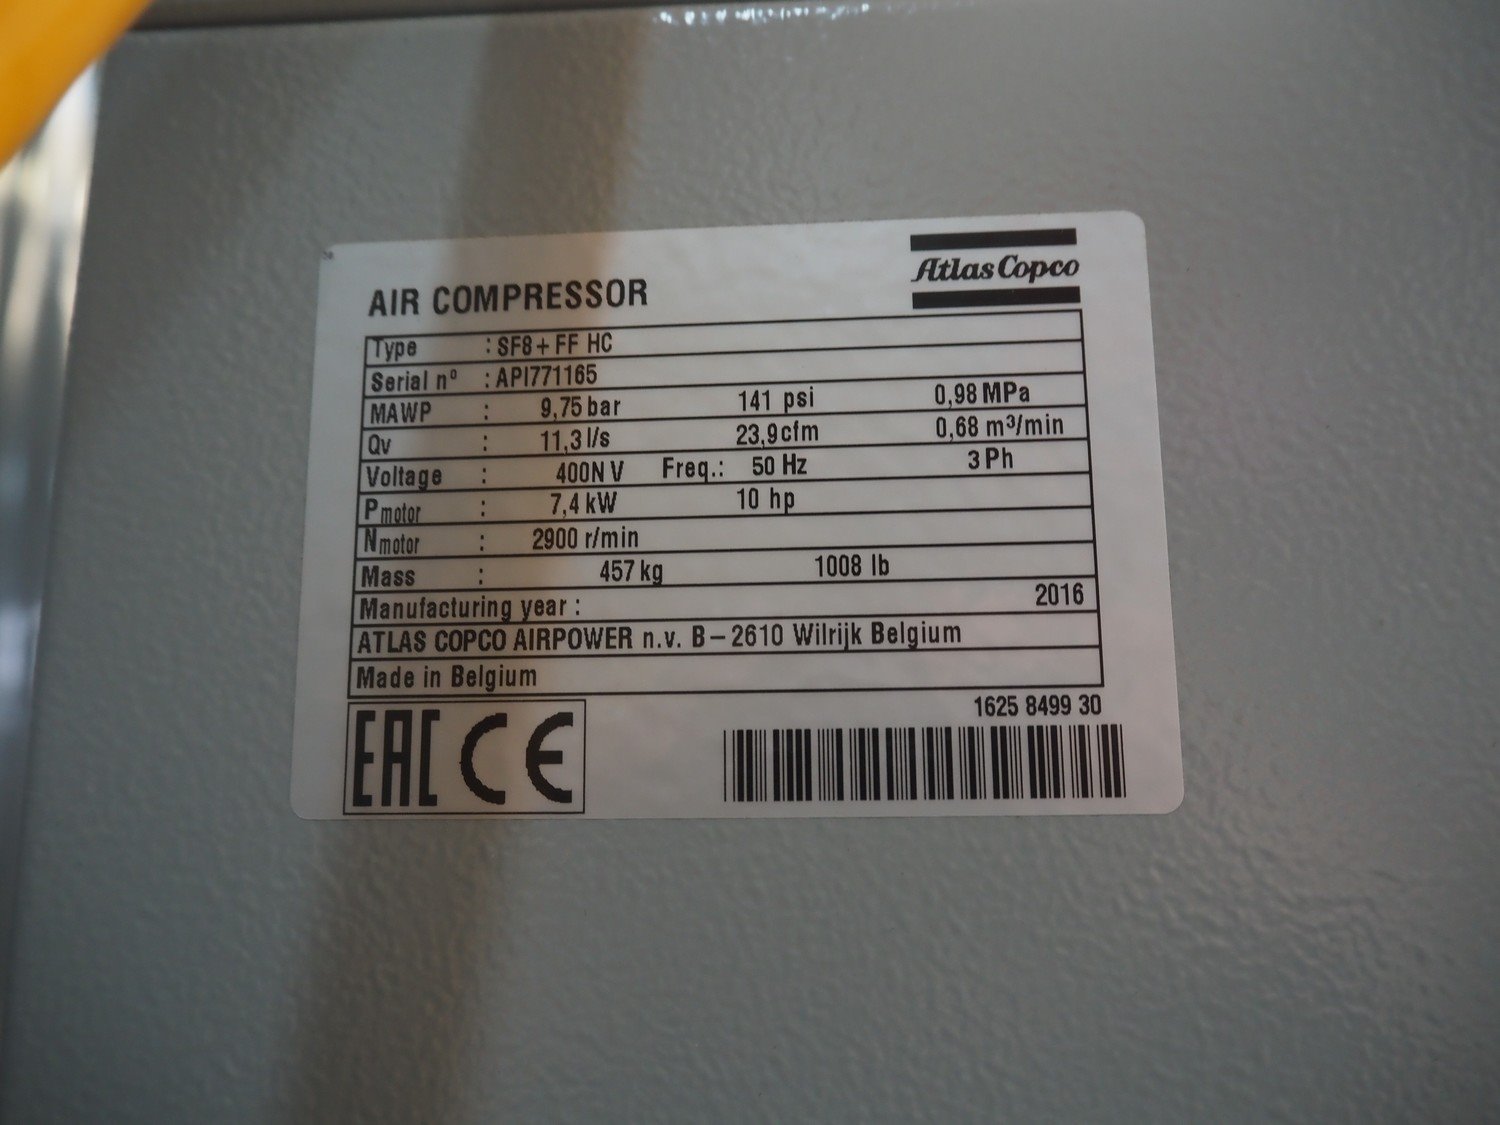 Atlas Copco
AIR COMPRESSOR
Type : SF8+FF HC
Serial nº : API771165
MAWP : 9,75 bar 141 psi 0,98 MPa
Qv : 11,3 l/s 23,9 cfm 0,68 m³/min
Voltage : 400N V Freq.: 50 Hz 3 Ph
Pmotor : 7,4 kW 10 hp
Nmotor : 2900 r/min
Mass : 457 kg 1008 lb
Manufacturing year : 2016
ATLAS COPCO AIRPOWER n.v. B–2610 Wilrijk Belgium
Made in Belgium
1625 8499 30
EAC CE